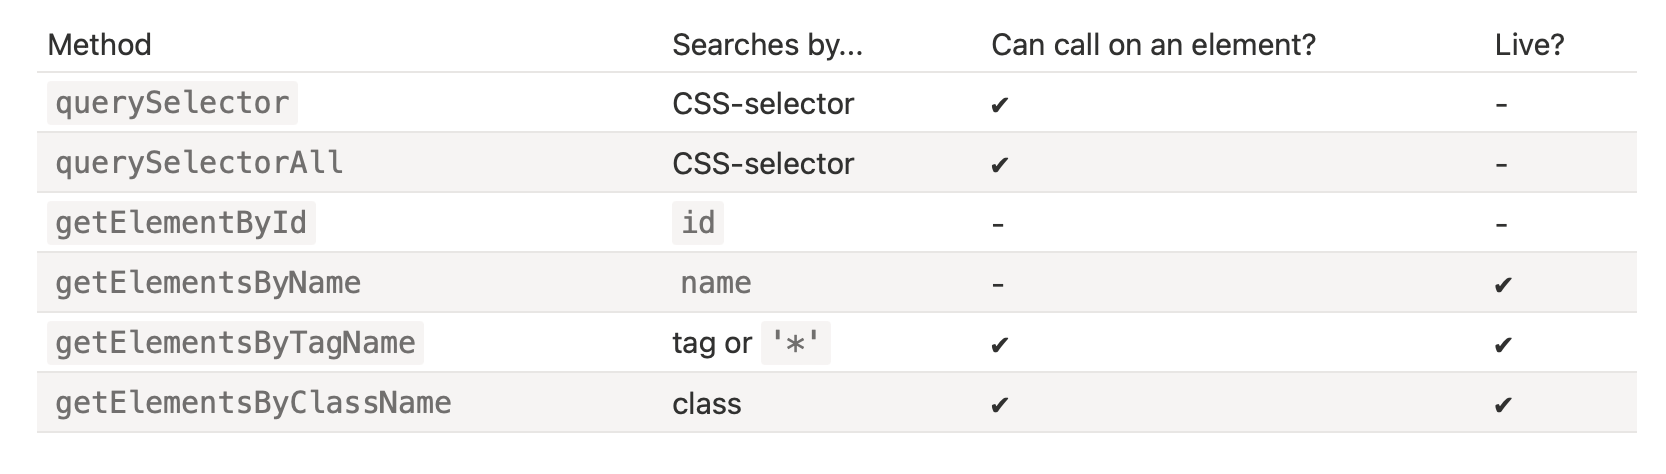 Method Searches by... Can call on an element? Live?
querySelector CSS-selector ✔ -
querySelectorAll CSS-selector ✔ -
getElementById id - -
getElementsByName name - ✔
getElementsByTagName tag or '*' ✔ ✔
getElementsByClassName class ✔ ✔